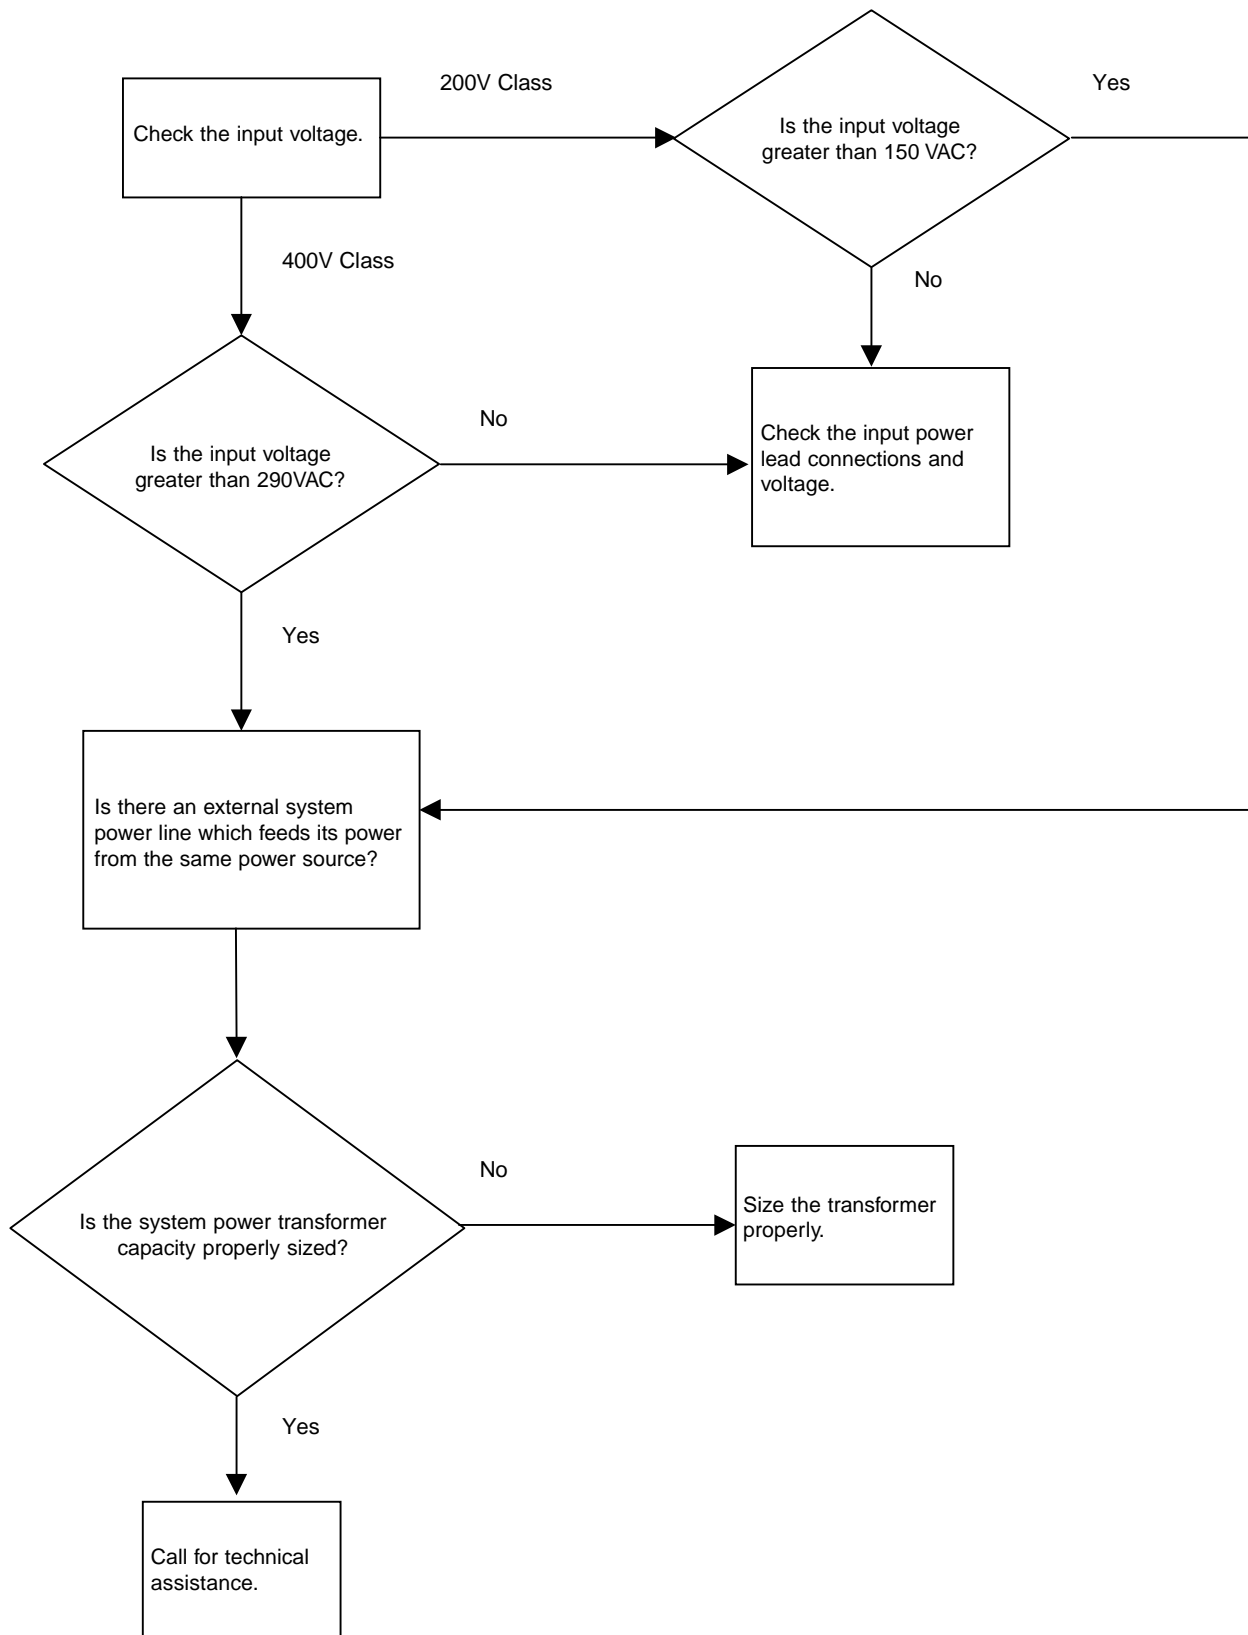 200V Class
Yes
Check the input voltage.
Is the input voltage
greater than 150 VAC?
400V Class
No
No
Check the input power
lead connections and
voltage.
Is the input voltage
greater than 290VAC?
Yes
Is there an external system
power line which feeds its power
from the same power source?
No
Size the transformer
properly.
Is the system power transformer
capacity properly sized?
Yes
Call for technical
assistance.